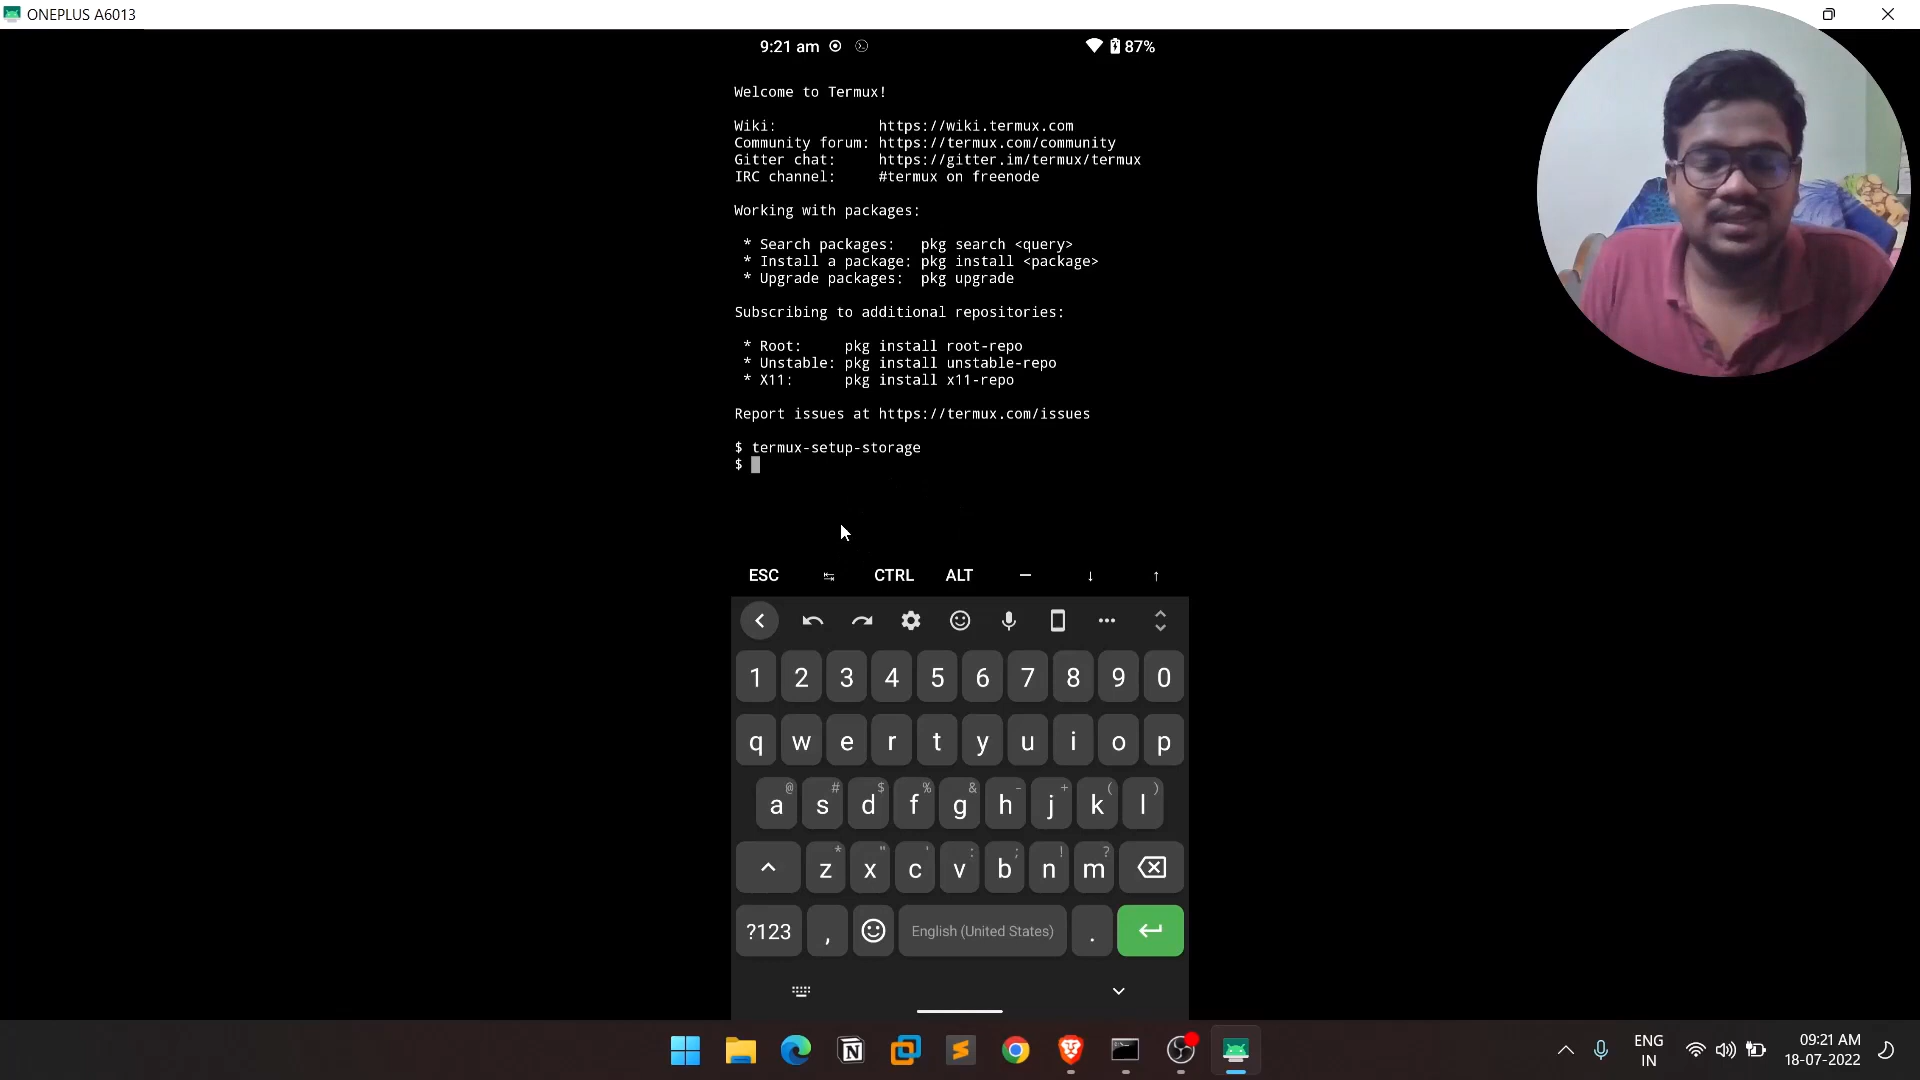 ONEPLUS A6013
9:21 am
87%
Welcome to Termux!
Wiki: https://wiki.termux.com
Community forum: https://termux.com/community
Gitter chat: https://gitter.im/termux/termux
IRC channel: #termux on freenode
Working with packages:
* Search packages: pkg search <query>
* Install a package: pkg install <package>
* Upgrade packages: pkg upgrade
Subscribing to additional repositories:
* Root: pkg install root-repo
* Unstable: pkg install unstable-repo
* X11: pkg install x11-repo
Report issues at https://termux.com/issues
$ termux-setup-storage
$
ESC CTRL ALT — ↓ ↑
1 2 3 4 5 6 7 8 9 0
q w e r t y u i o p
@ # $ % & - + ( )
a s d f g h j k l
* " ' : ; ! ?
z x c v b n m
?123 , English (United States) .
ENG
IN
09:21 AM
18-07-2022